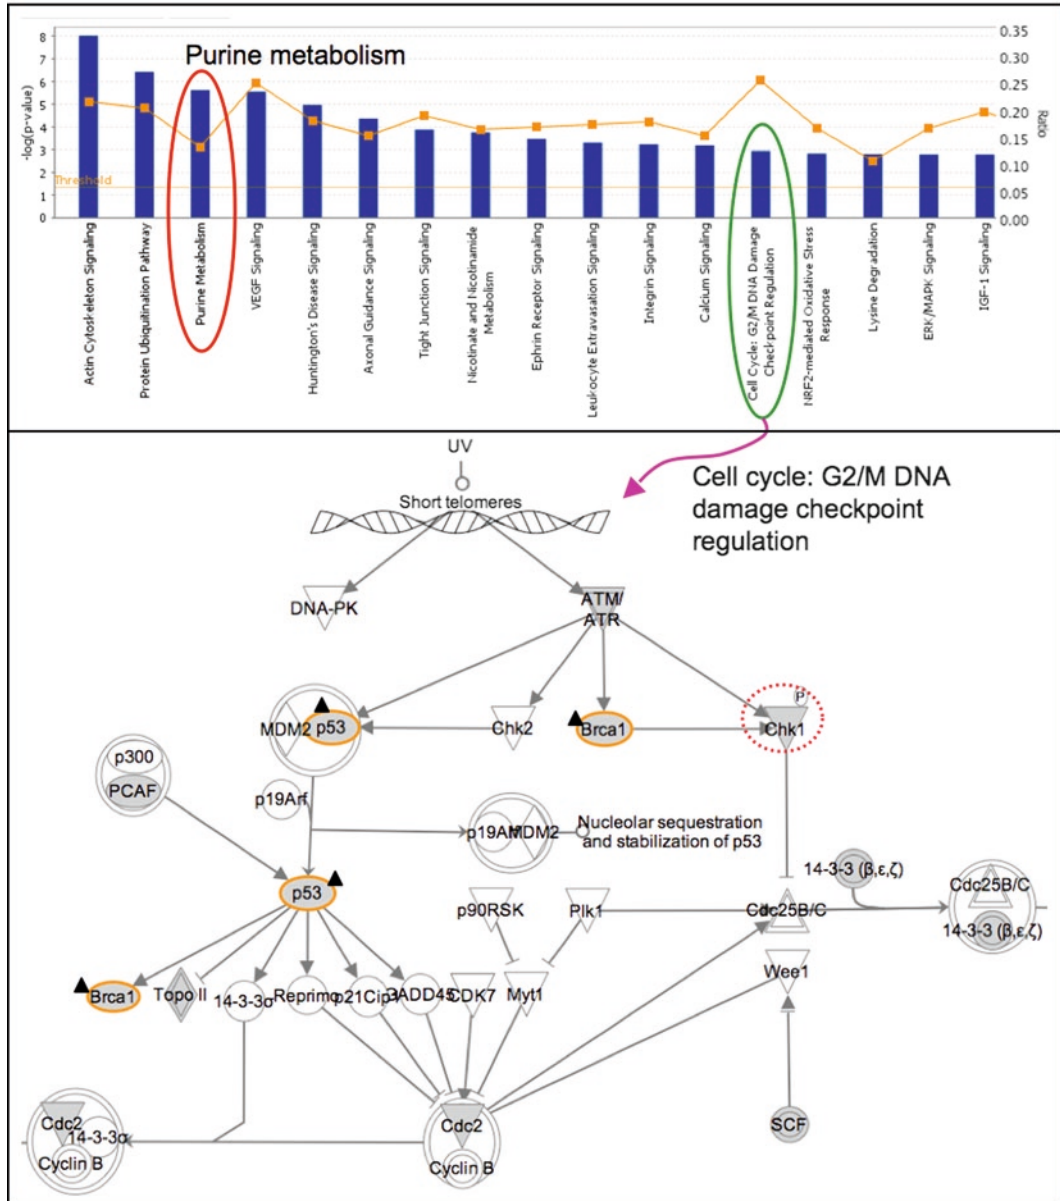 Purine metabolism
-log(p-value)
8
7
6
5
4
3
2
1
0
Threshold
0.35
0.30
0.25
0.20
0.15
0.10
0.05
0.00
Ratio
Actin Cytoskeleton Signaling
Protein Ubiquitination Pathway
Purine Metabolism
VEGF Signaling
Huntington's Disease Signaling
Axonal Guidance Signaling
Tight Junction Signaling
Nicotinate and Nicotinamide
Metabolism
Ephrin Receptor Signaling
Leukocyte Extravasation Signaling
Integrin Signaling
Calcium Signaling
Cell Cycle: G2/M DNA Damage
Checkpoint Regulation
NRF2-mediated Oxidative Stress
Response
Lysine Degradation
ERK/MAPK Signaling
IGF-1 Signaling
UV
Short telomeres
Cell cycle: G2/M DNA
damage checkpoint
regulation
DNA-PK
ATM/
ATR
P
MDM2
p53
Chk2
Brca1
Chk1
p300
PCAF
p19Arf
p19Arf
MDM2
Nucleolar sequestration
and stabilization of p53
14-3-3 (β,ε,ζ)
Cdc25B/C
14-3-3 (β,ε,ζ)
p53
p90RSK
Plk1
Cdc25B/C
Wee1
Brca1
Topo II
14-3-3σ
Reprimo
p21Cip1
GADD45
CDK7
Myt1
SCF
Cdc2
14-3-3σ
Cyclin B
Cdc2
Cyclin B